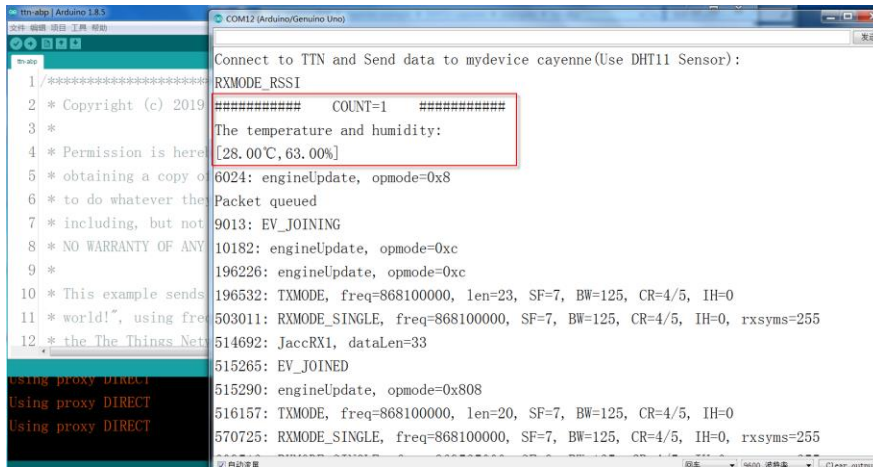 ttn-abp | Arduino 1.8.5
文件 编辑 项目 工具 帮助
ttn-abp
1 /***********************
2 * Copyright (c) 2019
3 *
4 * Permission is here
5 * obtaining a copy o
6 * to do whatever the
7 * including, but not
8 * NO WARRANTY OF ANY
9 *
10 * This example sends
11 * world!", using fre
12 * the The Things Netw
Using proxy DIRECT
Using proxy DIRECT
Using proxy DIRECT
COM12 (Arduino/Genuino Uno)
Connect to TTN and Send data to mydevice cayenne(Use DHT11 Sensor):
RXMODE_RSSI
########### COUNT=1 ###########
The temperature and humidity:
[28.00℃,63.00%]
6024: engineUpdate, opmode=0x8
Packet queued
9013: EV_JOINING
10182: engineUpdate, opmode=0xc
196226: engineUpdate, opmode=0xc
196532: TXMODE, freq=868100000, len=23, SF=7, BW=125, CR=4/5, IH=0
503011: RXMODE_SINGLE, freq=868100000, SF=7, BW=125, CR=4/5, IH=0, rxsyms=255
514692: JaccRX1, dataLen=33
515265: EV_JOINED
515290: engineUpdate, opmode=0x808
516157: TXMODE, freq=868100000, len=20, SF=7, BW=125, CR=4/5, IH=0
570725: RXMODE_SINGLE, freq=868100000, SF=7, BW=125, CR=4/5, IH=0, rxsyms=255
自动滚屏
9600 波特率
Clear output